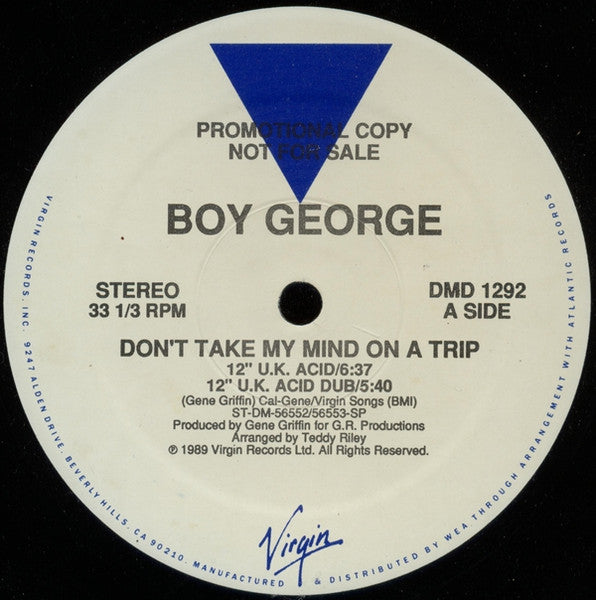 PROMOTIONAL COPY
NOT FOR SALE
BOY GEORGE
STEREO
33 1/3 RPM
DMD 1292
A SIDE
DON'T TAKE MY MIND ON A TRIP
12" U.K. ACID/6:37
12" U.K. ACID DUB/5:40
(Gene Griffin) Cal-Gene/Virgin Songs (BMI)
ST-DM-56552/56553-SP
Produced by Gene Griffin for G.R. Productions
Arranged by Teddy Riley
℗ 1989 Virgin Records Ltd. All Rights Reserved.
Virgin
VIRGIN RECORDS, INC. 9247 ALDEN DRIVE, BEVERLY HILLS, CA 90210. MANUFACTURED & DISTRIBUTED BY WEA THROUGH ARRANGEMENT WITH ATLANTIC RECORDS